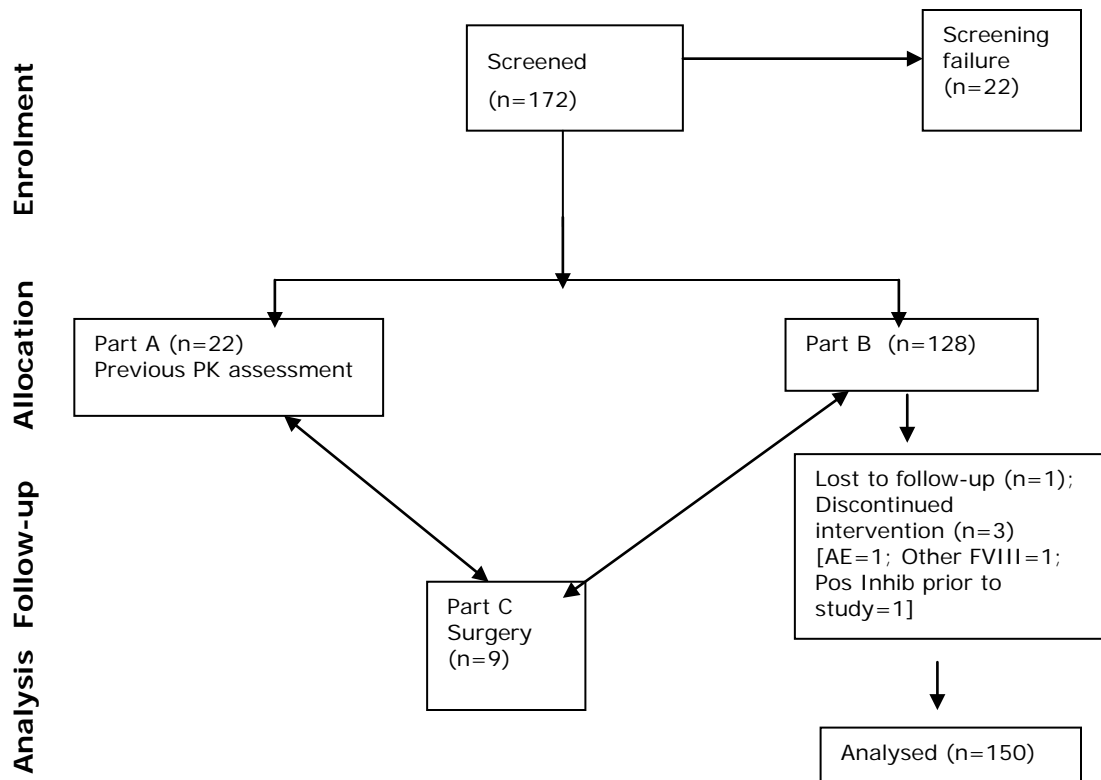 Enrolment
Screened
(n=172)
Screening
failure
(n=22)
Allocation
Part A (n=22)
Previous PK assessment
Part B (n=128)
Follow-up
Lost to follow-up (n=1);
Discontinued
intervention (n=3)
[AE=1; Other FVIII=1;
Pos Inhib prior to
study=1]
Part C
Surgery
(n=9)
Analysis
Analysed (n=150)